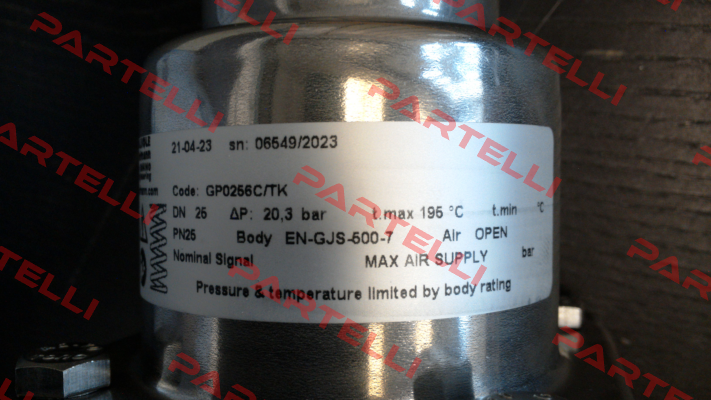 21-04-23 sn: 06549/2023
Code: GP0256C/TK
DN 25 ΔP: 20,3 bar t.max 195 °C t.min °C
PN25 Body EN-GJS-500-7 Air OPEN
Nominal Signal MAX AIR SUPPLY bar
Pressure & temperature limited by body rating
PARTELLI
PARTELLI
PARTELLI
PARTELLI
PARTELLI